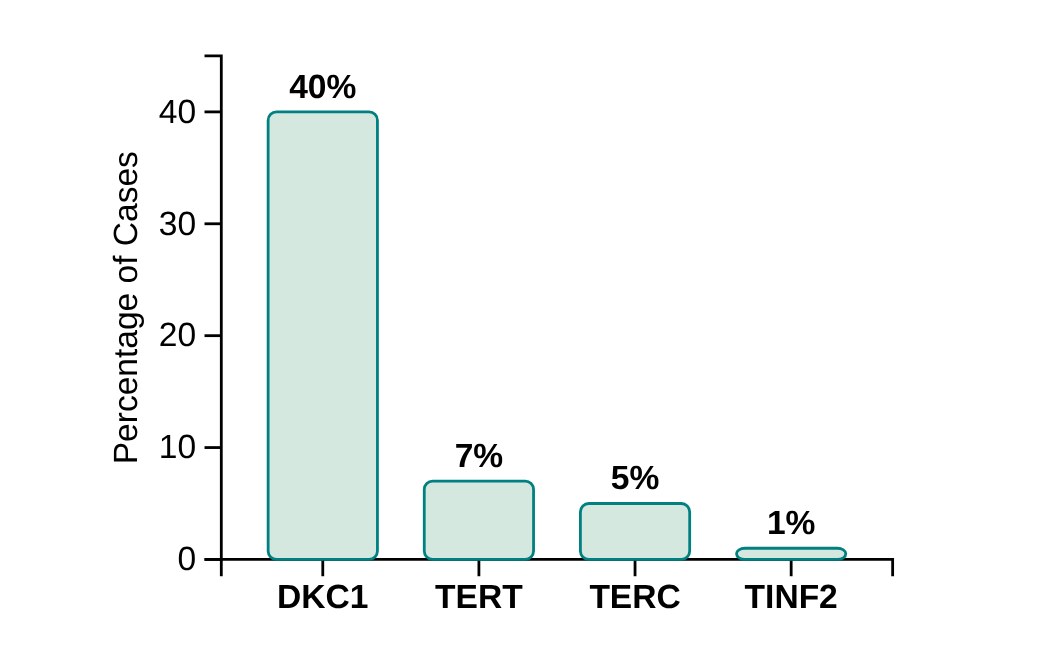 Percentage of Cases
40
30
20
10
0
40%
7%
5%
1%
DKC1
TERT
TERC
TINF2